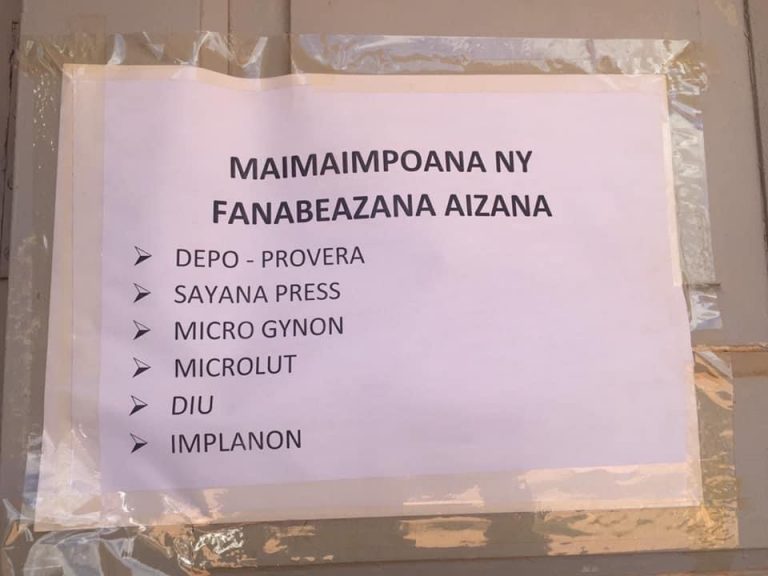 MAIMAIMPOANA NY
FANABEAZANA AIZANA
➢ DEPO - PROVERA
➢ SAYANA PRESS
➢ MICRO GYNON
➢ MICROLUT
➢ DIU
➢ IMPLANON